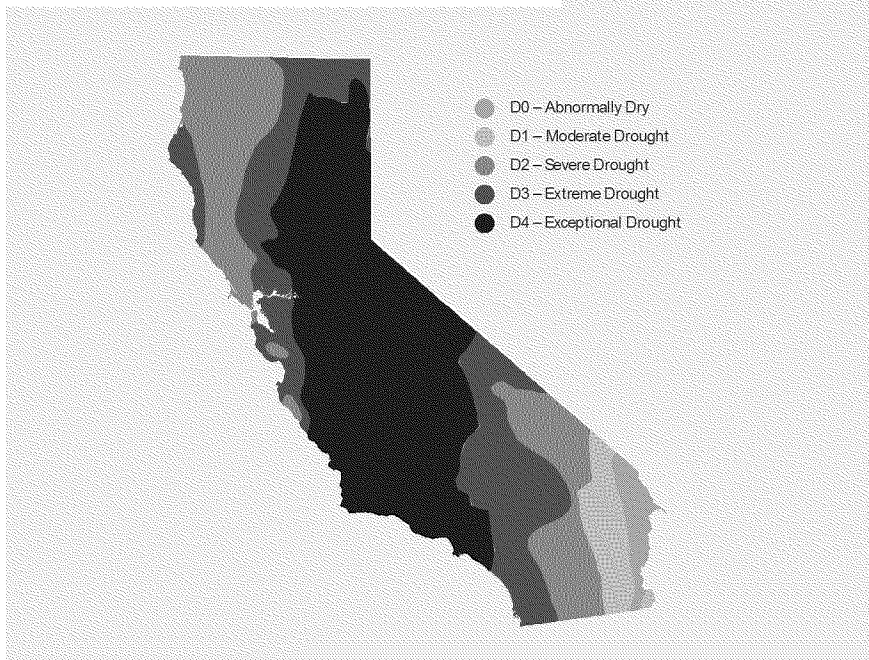 D0 – Abnormally Dry
D1 – Moderate Drought
D2 – Severe Drought
D3 – Extreme Drought
D4 – Exceptional Drought